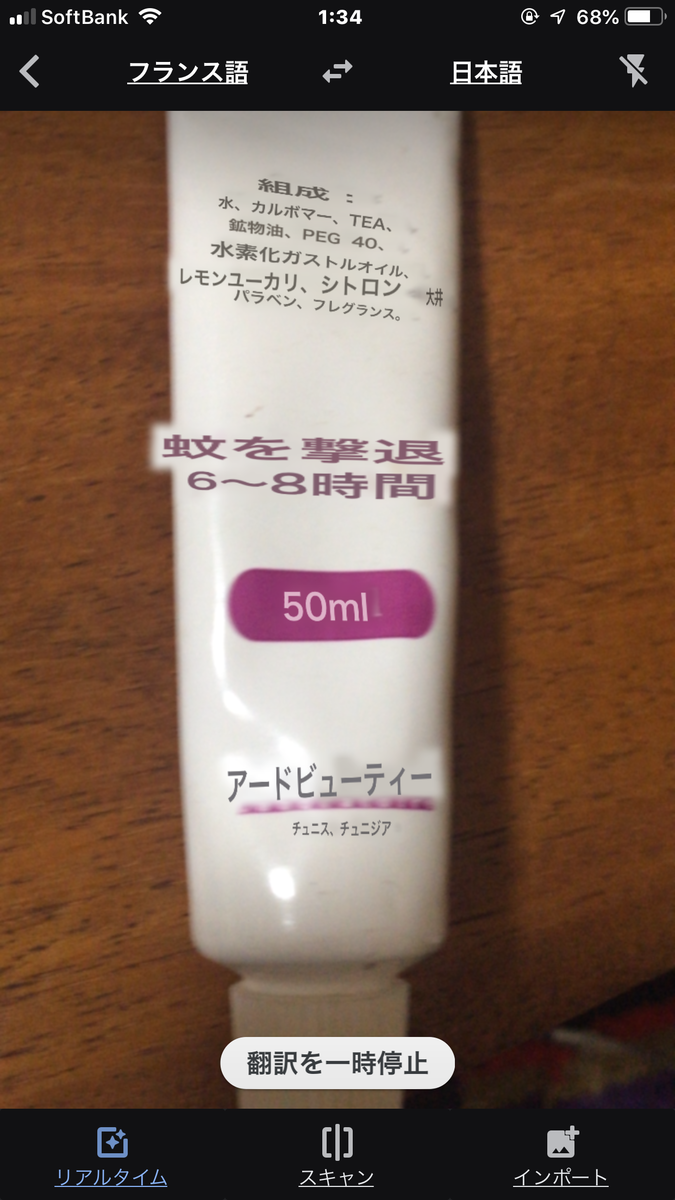 SoftBank 1:34 68%
フランス語 日本語
組成：
水、カルボマー、TEA、
鉱物油、PEG 40、
水素化ガストルオイル、
レモンユーカリ、シトロン
大井
パラベン、フレグランス。
蚊を撃退
6〜8時間
50ml
アードビューティー
チュニス、チュニジア
翻訳を一時停止
リアルタイム スキャン インポート